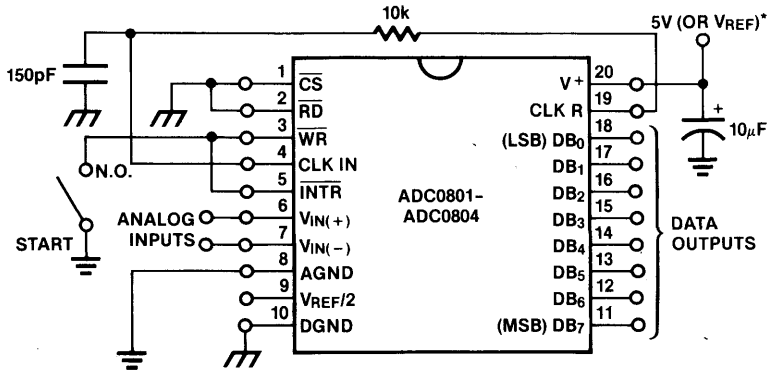 10k
5V (OR VREF)*
150pF
1 CS
2 RD
3 WR
4 CLK IN
5 INTR
6 VIN(+)
7 VIN(–)
8 AGND
9 VREF/2
10 DGND
N.O.
START
ANALOG
INPUTS
ADC0801–
ADC0804
V+ 20
CLK R 19
(LSB) DB0 18
DB1 17
DB2 16
DB3 15
DB4 14
DB5 13
DB6 12
(MSB) DB7 11
+
10μF
DATA
OUTPUTS